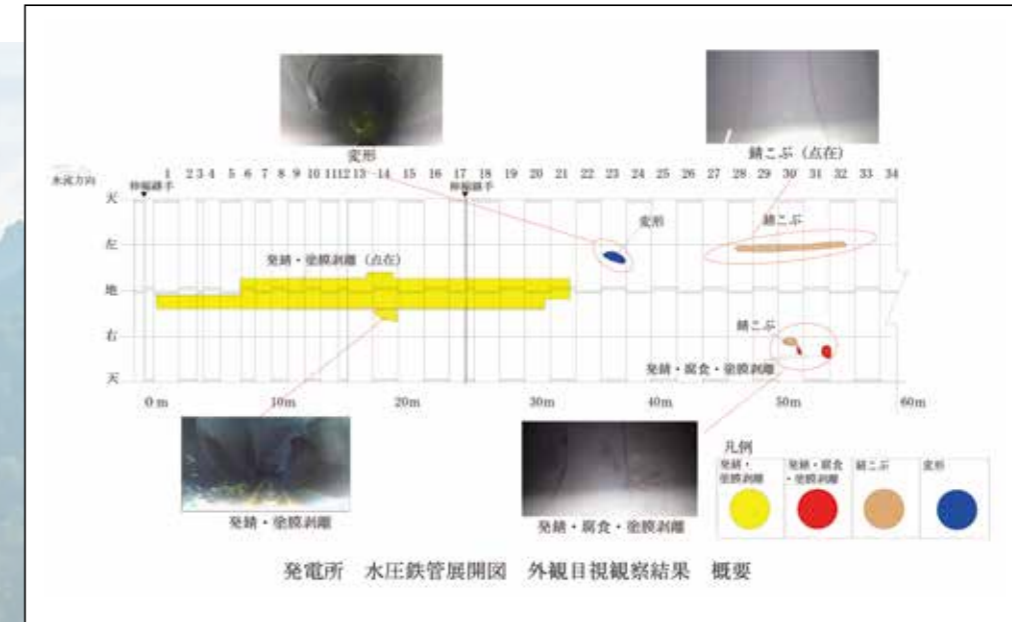 変形
錆こぶ（点在）
水流方向
1 2 3 4 5 6 7 8 9 10 11 12 13 14 15 16 17 18 19 20 21 22 23 24 25 26 27 28 29 30 31 32 33 34
伸縮継手
伸縮継手
天
左
地
右
天
変形
錆こぶ
発錆・塗膜剥離（点在）
錆こぶ
発錆・腐食・塗膜剥離
0m 10m 20m 30m 40m 50m 60m
発錆・塗膜剥離
発錆・腐食・塗膜剥離
凡例
発錆・塗膜剥離
発錆・腐食・塗膜剥離
錆こぶ
変形
発電所 水圧鉄管展開図 外観目視観察結果 概要